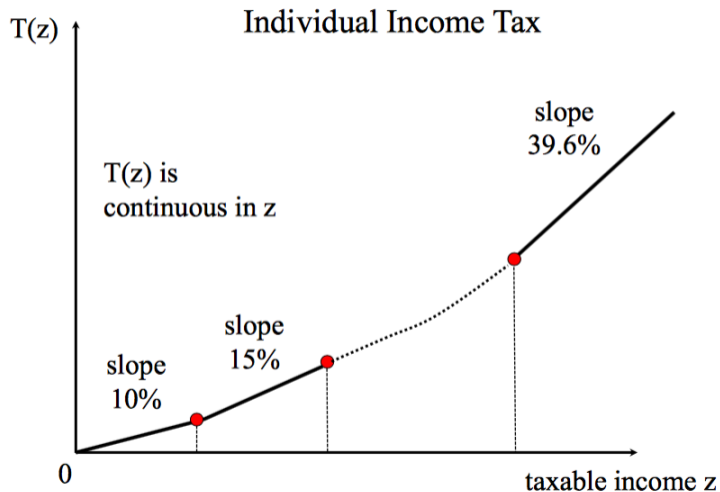 Individual Income Tax
T(z)
slope
39.6%
T(z) is
continuous in z
slope
15%
slope
10%
0
taxable income z